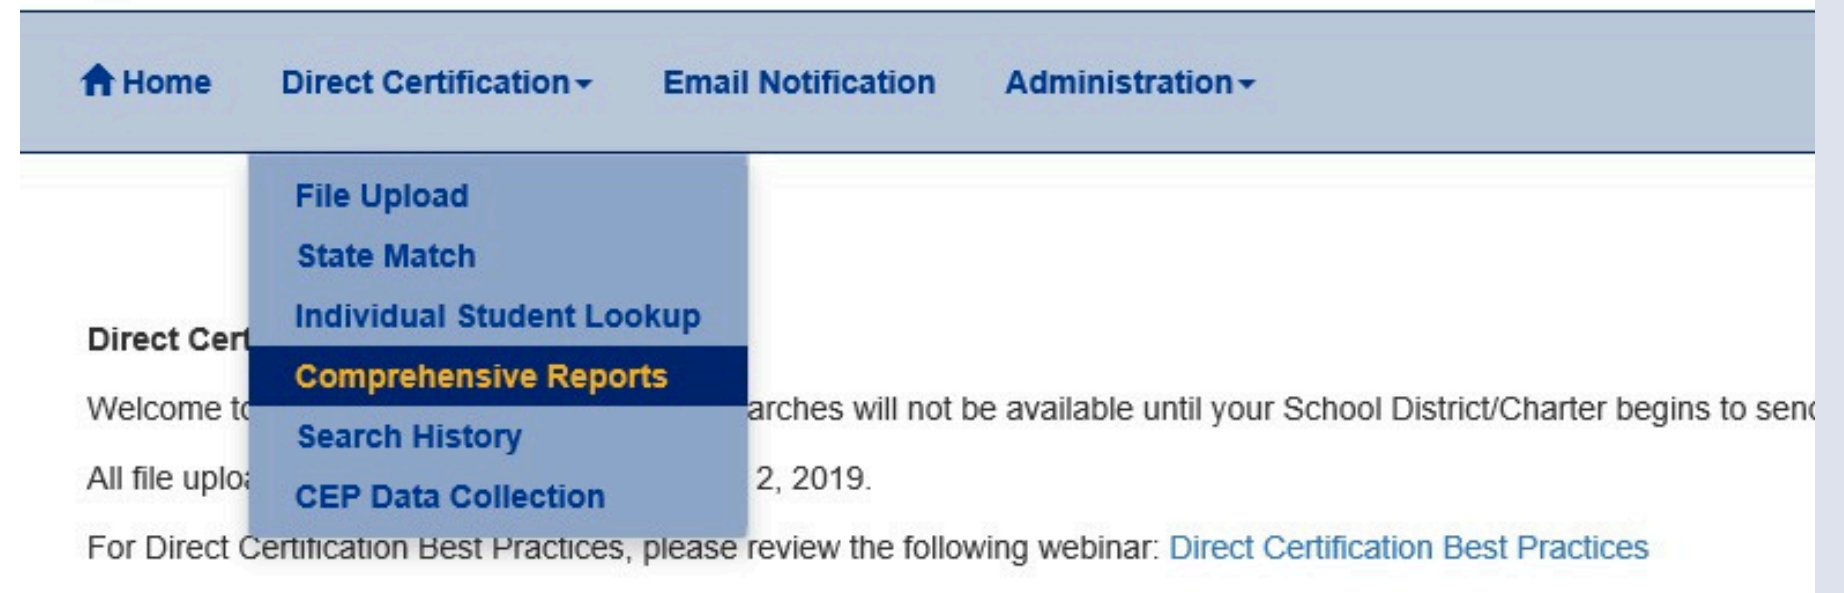 Home Direct Certification Email Notification Administration
File Upload
State Match
Individual Student Lookup
Comprehensive Reports
Search History
CEP Data Collection
Direct Cert
Welcome to arches will not be available until your School District/Charter begins to send
All file uploa 2, 2019.
For Direct Certification Best Practices, please review the following webinar: Direct Certification Best Practices